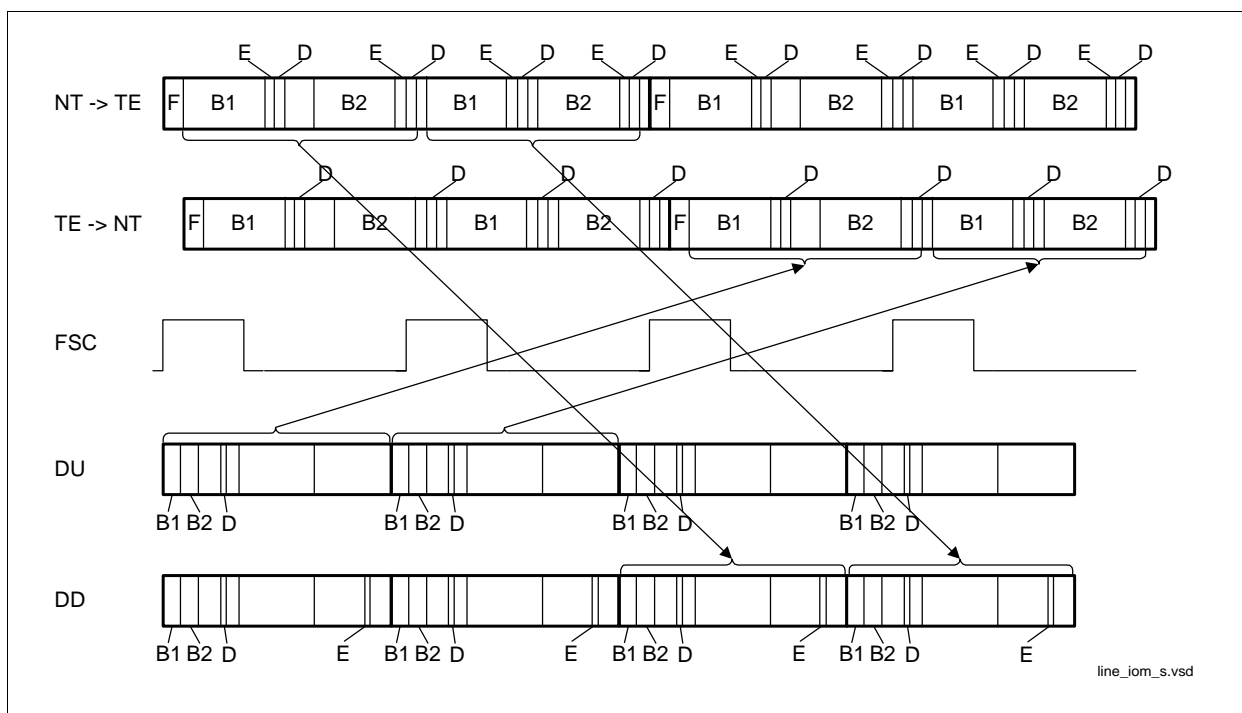 E D E D E D E D E D E D E D E D
NT -> TE F B1 B2 B1 B2 F B1 B2 B1 B2
D D D D D D D D
TE -> NT F B1 B2 B1 B2 F B1 B2 B1 B2
FSC
DU
B1 B2 D B1 B2 D B1 B2 D B1 B2 D
DD
B1 B2 D E B1 B2 D E B1 B2 D E B1 B2 D E
line_iom_s.vsd